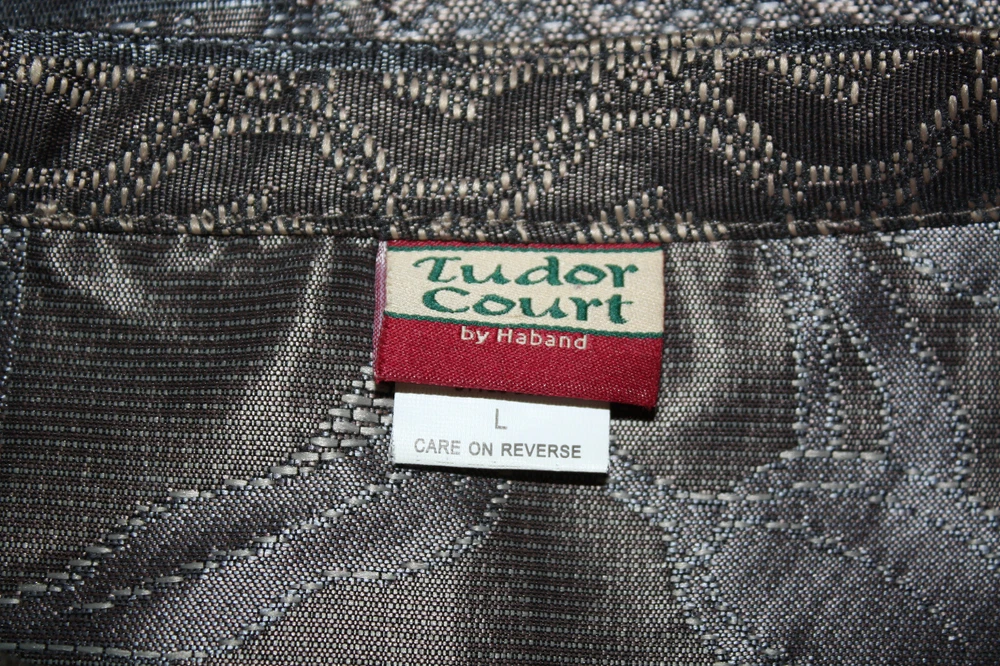 Tudor
Court
by Haband
L
CARE ON REVERSE